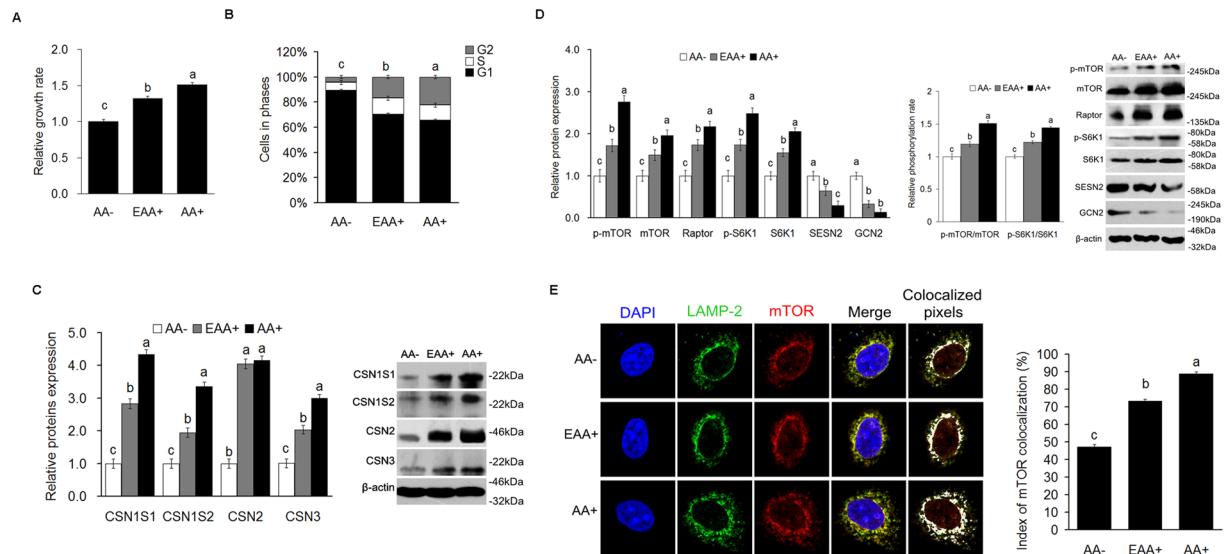 A
Relative growth rate
2.0
1.5
1.0
0.5
0.0
c
b
a
AA-
EAA+
AA+
B
Cells in phases
120%
100%
80%
60%
40%
20%
0%
c
b
a
G2
S
G1
AA-
EAA+
AA+
C
Relative proteins expression
AA- EAA+ AA+
5.0
4.0
3.0
2.0
1.0
0.0
c b a
c b a
b a a
c b a
CSN1S1 CSN1S2 CSN2 CSN3
AA- EAA+ AA+
CSN1S1 -22kDa
CSN1S2 -22kDa
CSN2 -46kDa
CSN3 -22kDa
β-actin -46kDa
-32kDa
D
Relative protein expression
AA- EAA+ AA+
4.0
3.0
2.0
1.0
0.0
c b a
c b a
c b a
c b a
c b a
a b c
a b c
p-mTOR mTOR Raptor p-S6K1 S6K1 SESN2 GCN2
Relative phosphorylation rate
AA- EAA+ AA+
2
1.5
1
0.5
0
c b a
c b a
p-mTOR/mTOR p-S6K1/S6K1
AA- EAA+ AA+
p-mTOR -245kDa
mTOR -245kDa
Raptor -135kDa
p-S6K1 -80kDa
-58kDa
S6K1 -80kDa
-58kDa
SESN2 -58kDa
GCN2 -245kDa
-190kDa
β-actin -46kDa
-32kDa
E
DAPI LAMP-2 mTOR Merge Colocalized
pixels
AA-
EAA+
AA+
Index of mTOR colocalization (%)
100
90
80
70
60
50
40
30
20
10
0
c
b
a
AA- EAA+ AA+